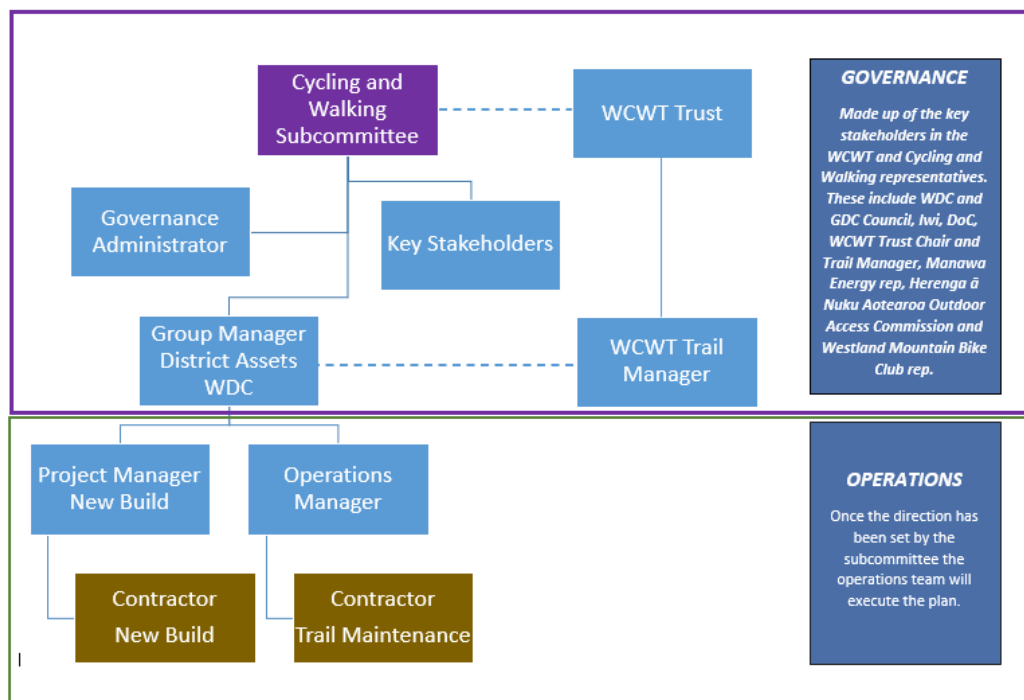 Cycling and
Walking
Subcommittee
WCWT Trust
Governance
Administrator
Key Stakeholders
Group Manager
District Assets
WDC
WCWT Trail
Manager
GOVERNANCE
Made up of the key
stakeholders in the
WCWT and Cycling and
Walking representatives.
These include WDC and
GDC Council, Iwi, DoC,
WCWT Trust Chair and
Trail Manager, Manawa
Energy rep, Herenga ā
Nuku Aotearoa Outdoor
Access Commission and
Westland Mountain Bike
Club rep.
Project Manager
New Build
Operations
Manager
Contractor
New Build
Contractor
Trail Maintenance
OPERATIONS
Once the direction has
been set by the
subcommittee the
operations team will
execute the plan.